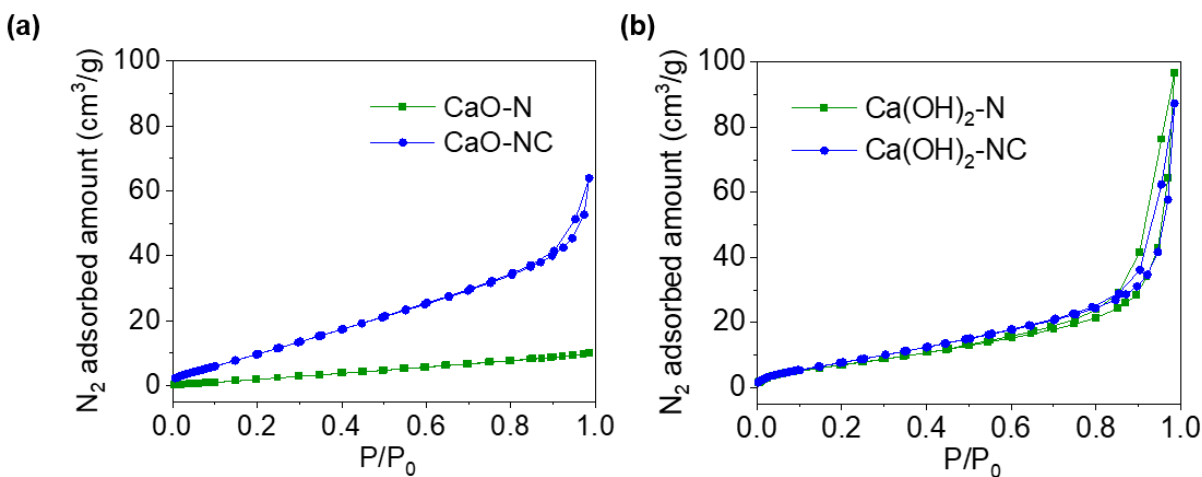 (a)
N₂ adsorbed amount (cm³/g)
100
80
60
40
20
0
CaO-N
CaO-NC
0.0 0.2 0.4 0.6 0.8 1.0
P/P₀
(b)
N₂ adsorbed amount (cm³/g)
100
80
60
40
20
0
Ca(OH)₂-N
Ca(OH)₂-NC
0.0 0.2 0.4 0.6 0.8 1.0
P/P₀